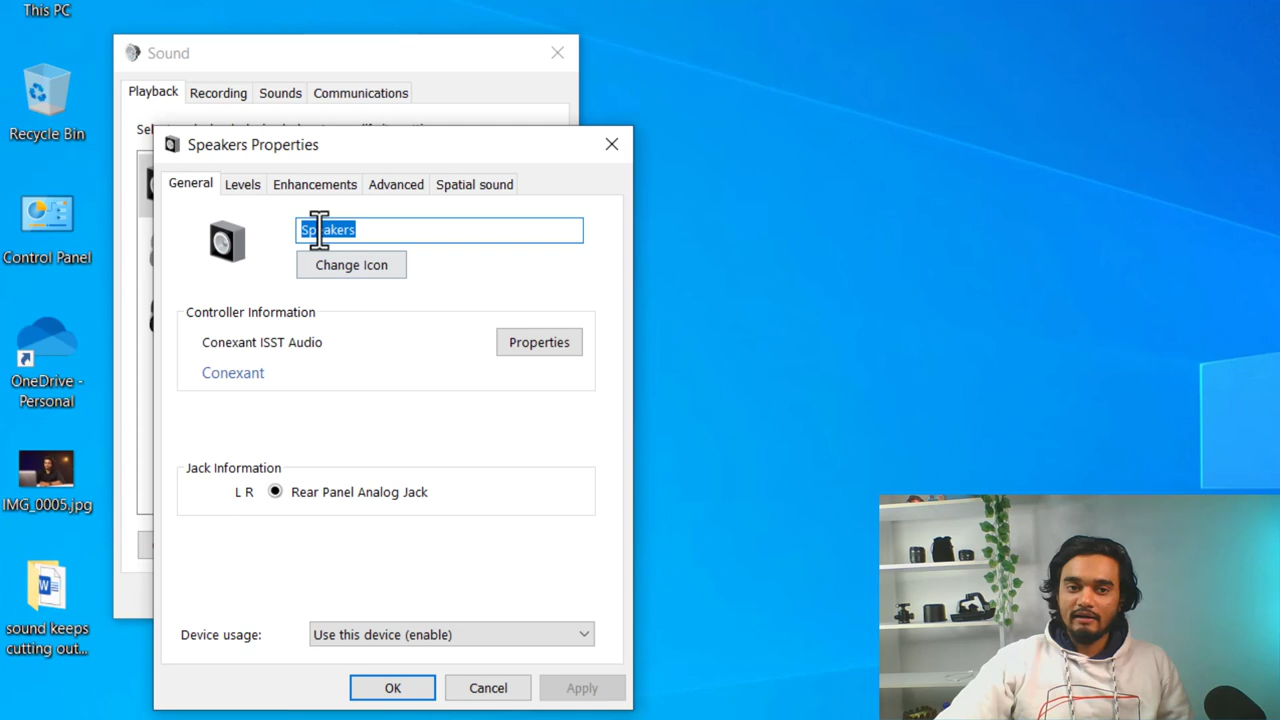 This PC
Recycle Bin
Control Panel
OneDrive -
Personal
IMG_0005.jpg
sound keeps
cutting out...
Sound
Playback
Recording
Sounds
Communications
Speakers Properties
General
Levels
Enhancements
Advanced
Spatial sound
Speakers
Change Icon
Controller Information
Conexant ISST Audio
Properties
Conexant
Jack Information
L R
Rear Panel Analog Jack
Device usage:
Use this device (enable)
OK
Cancel
Apply